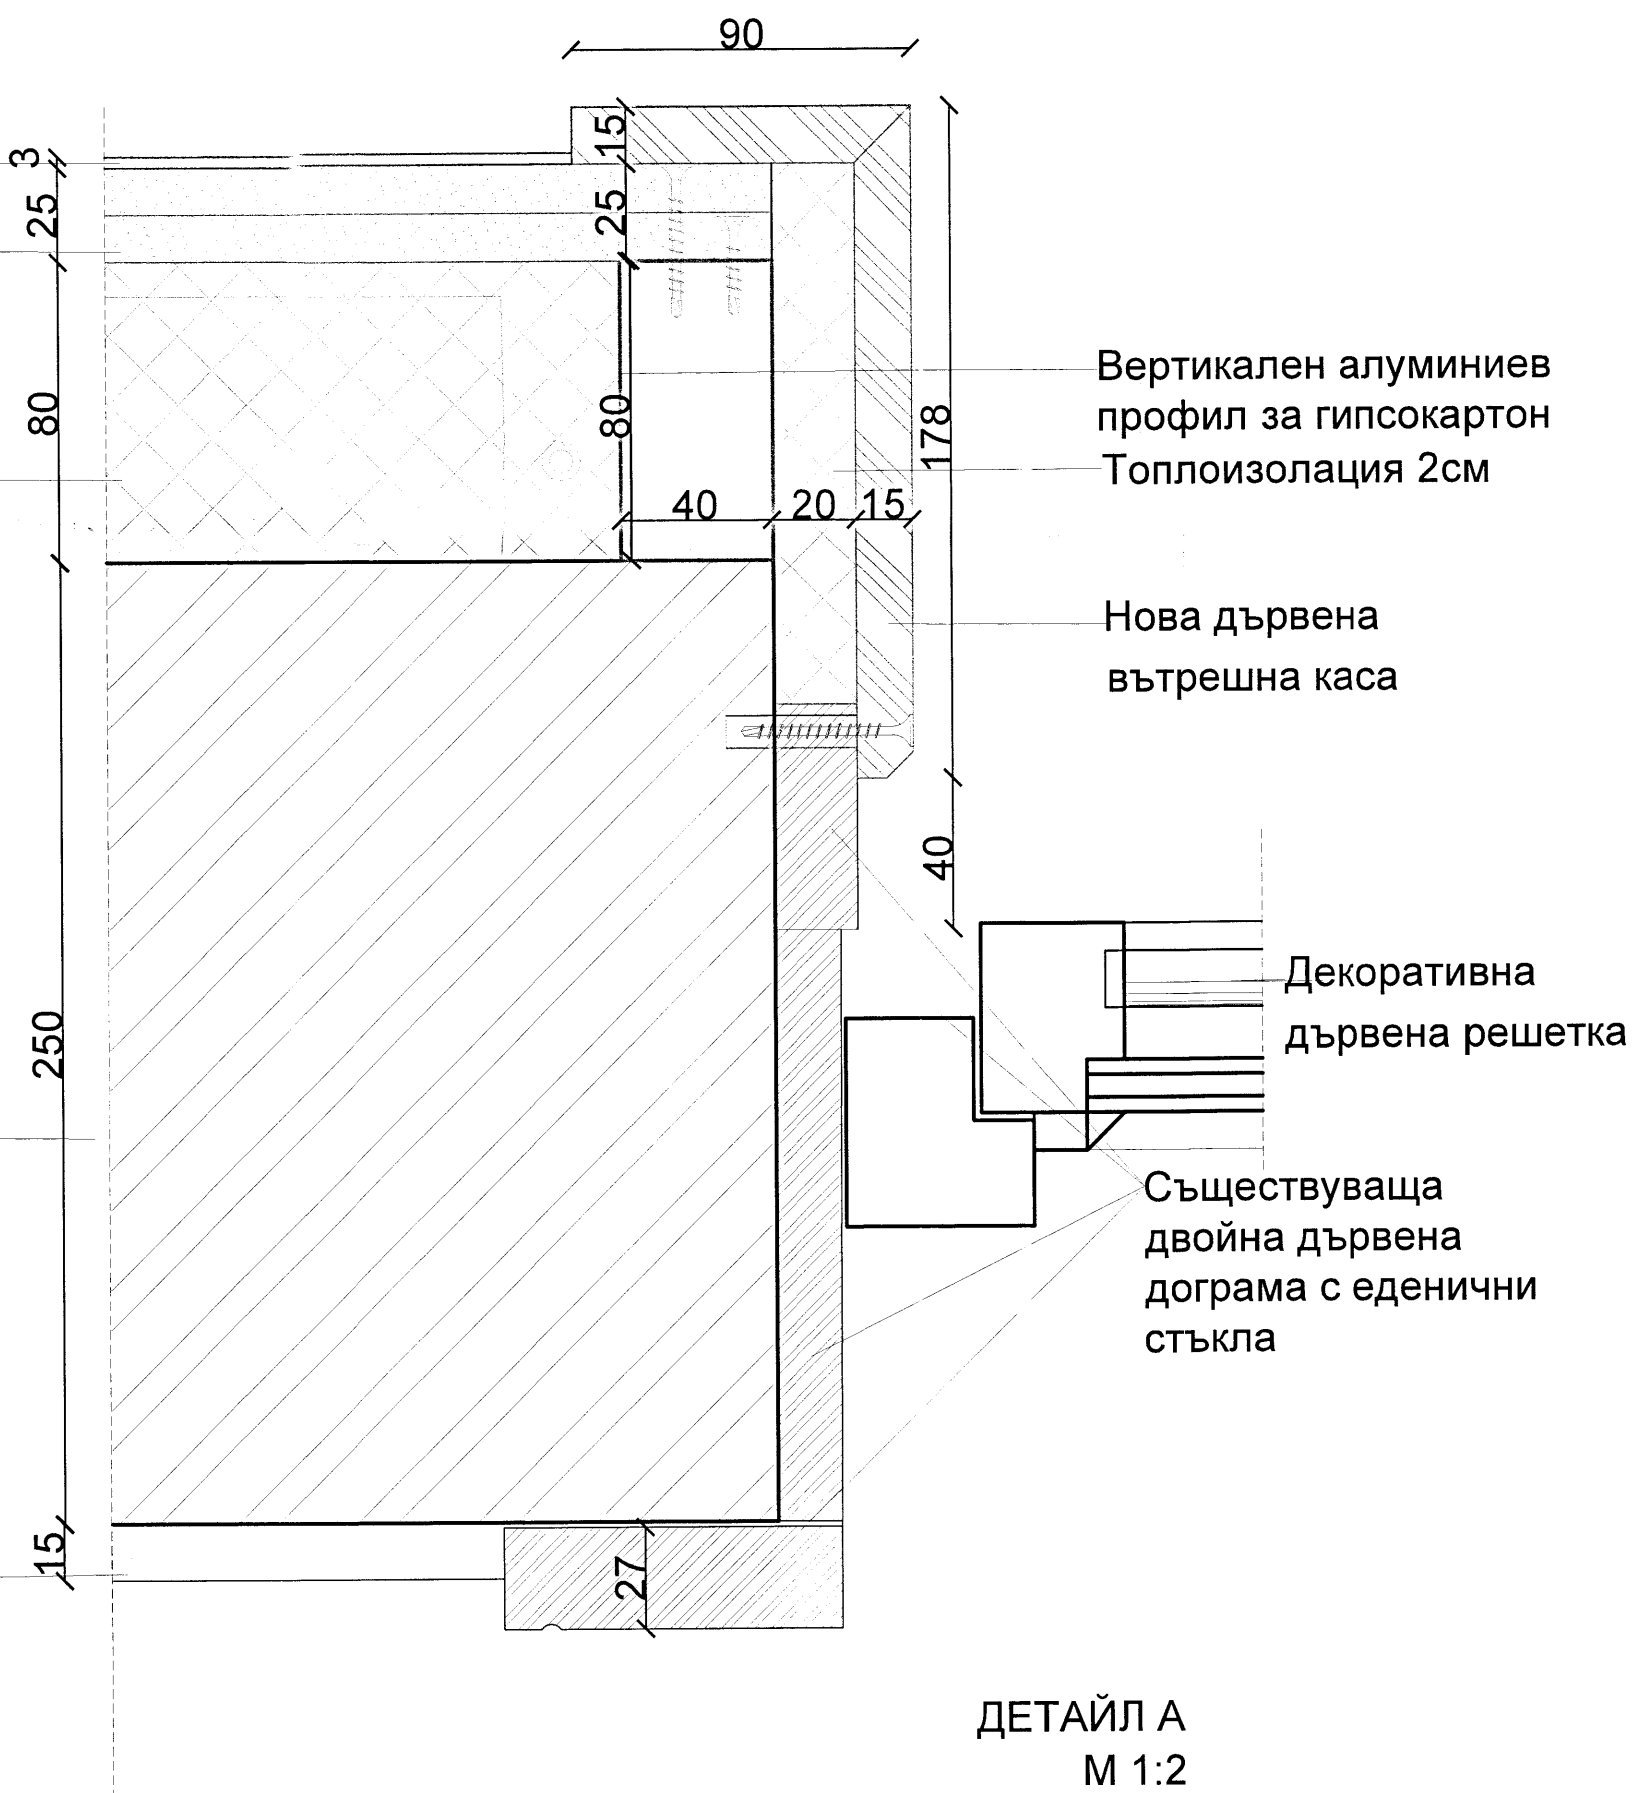 90
15
3
25
25
Вертикален алуминиев
профил за гипсокартон
80
80
178
Топлоизолация 2см
40
20
15
Нова дървена
вътрешна каса
40
Декоративна
дървена решетка
250
Съществуваща
двойна дървена
дограма с еденични
стъкла
15
27
ДЕТАЙЛ А
М 1:2